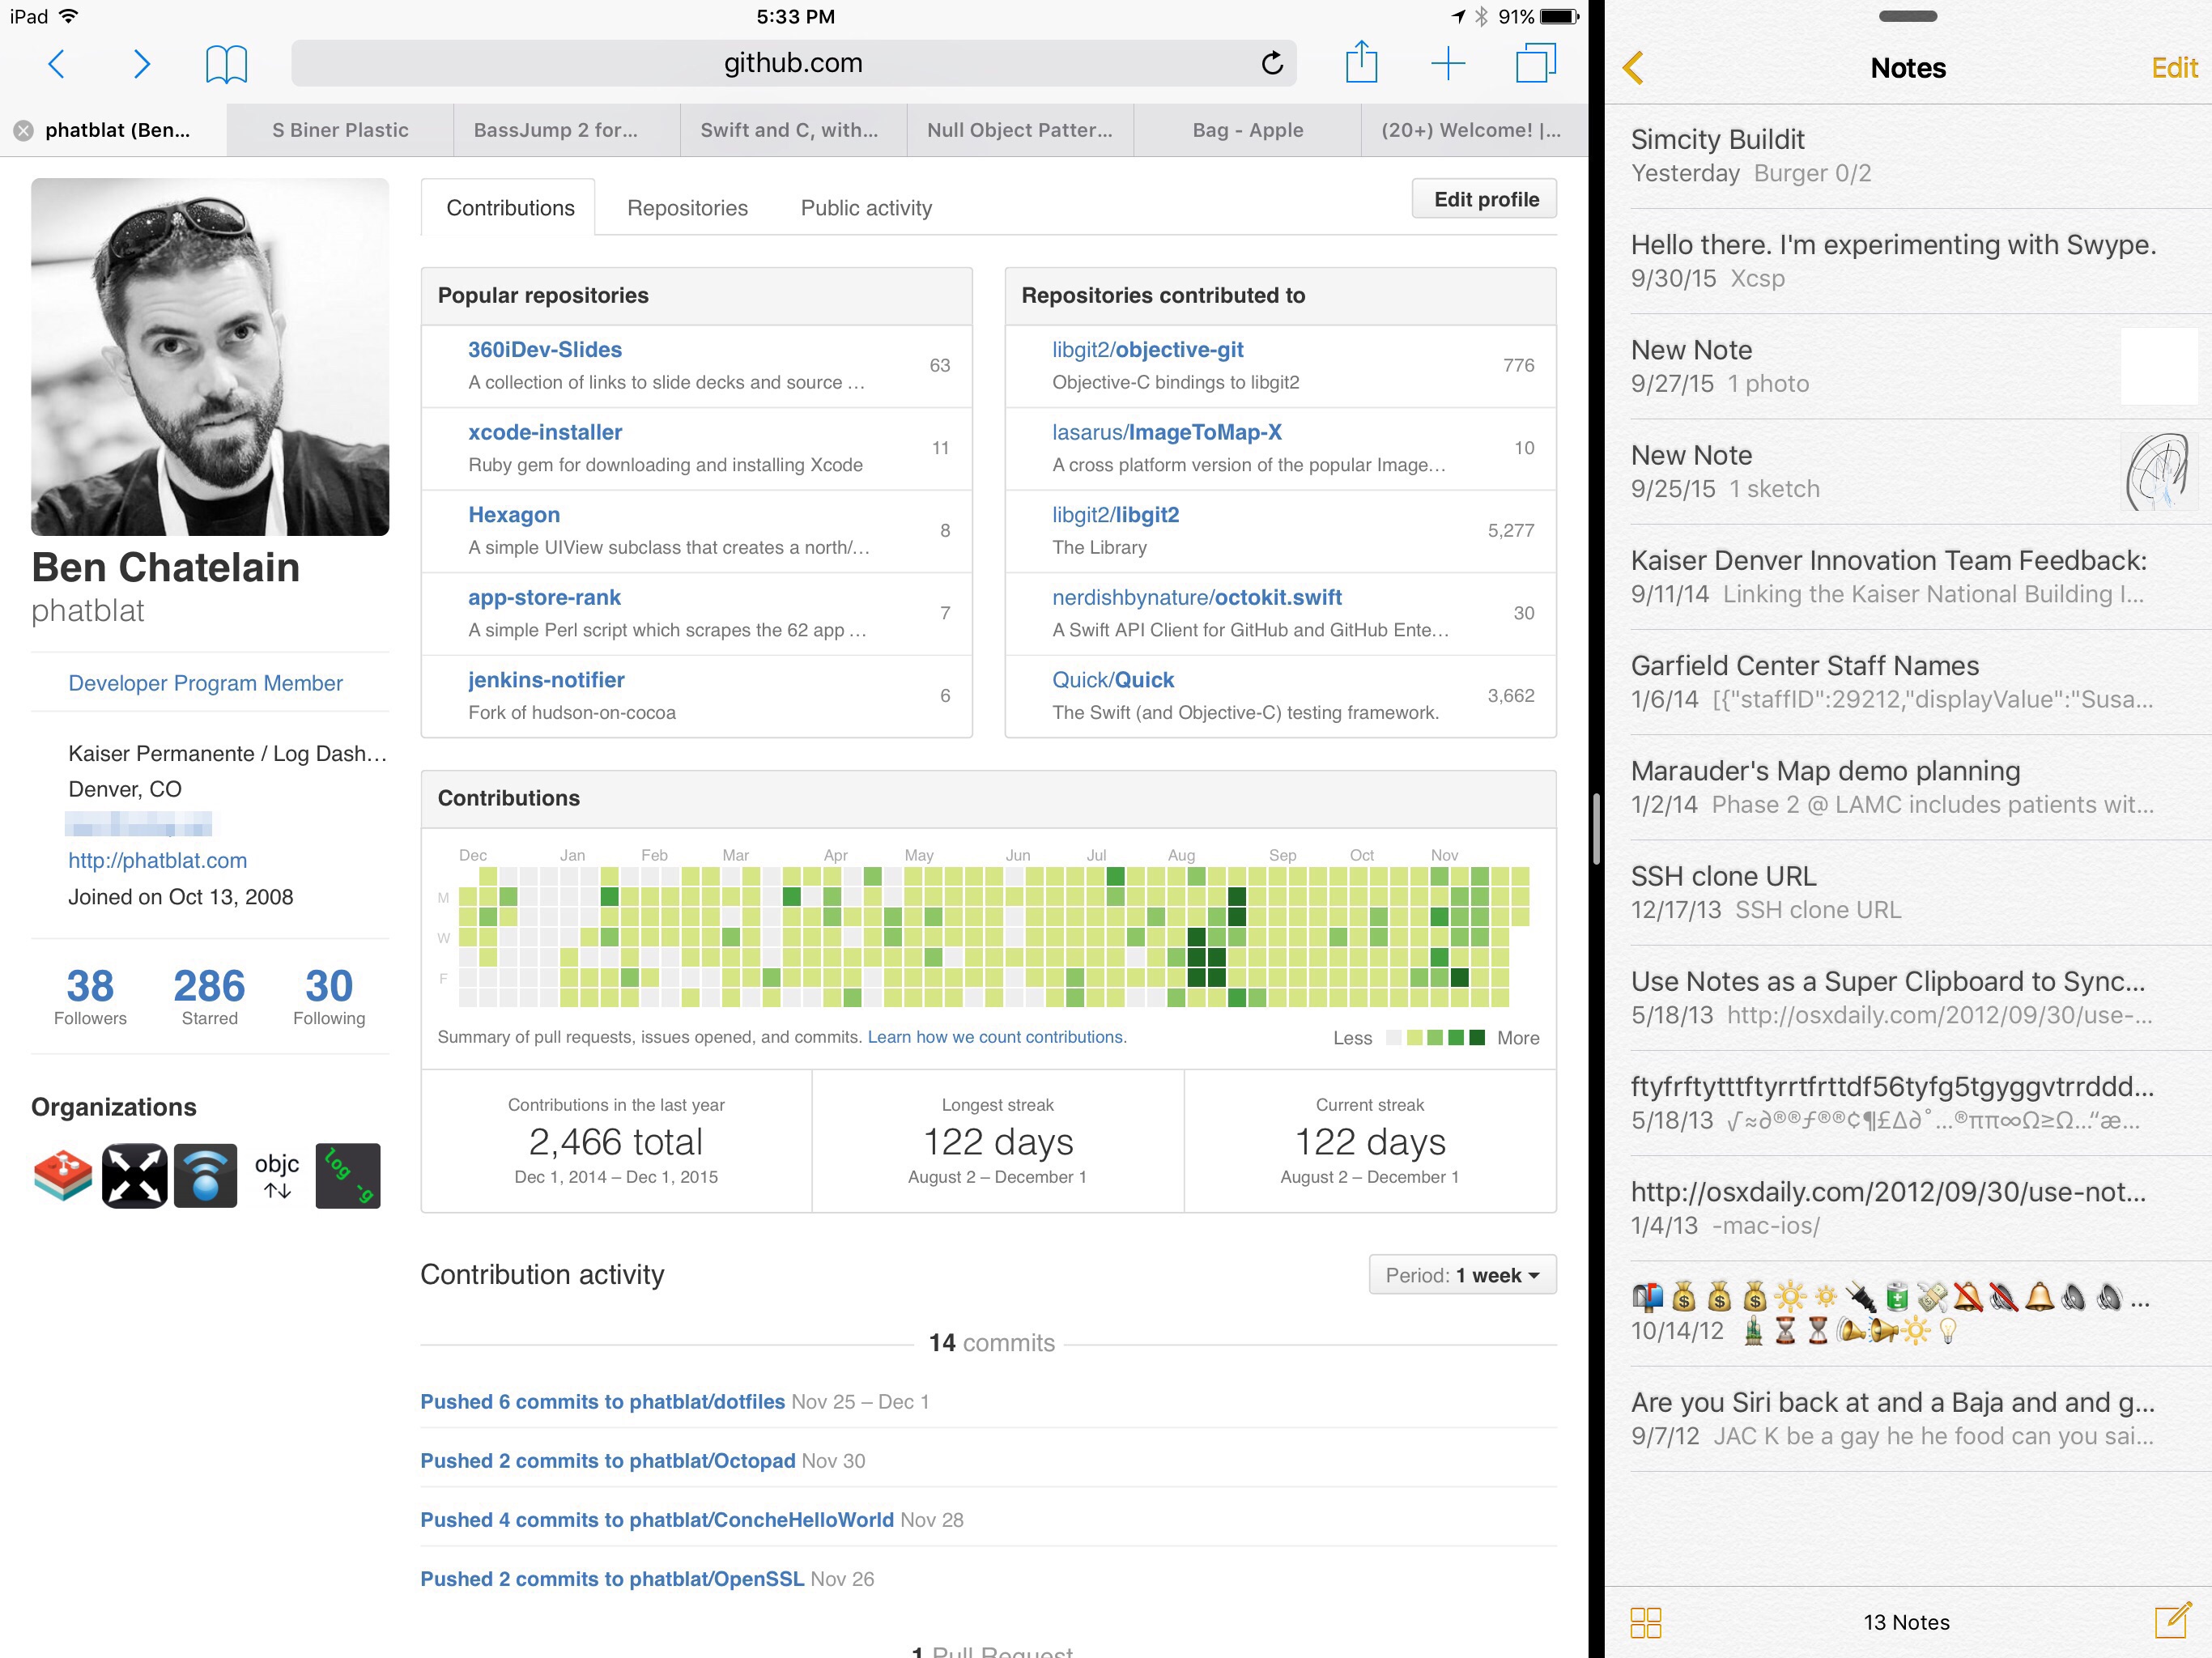 iPad
5:33 PM
91%
github.com
phatblat (Ben...
S Biner Plastic
BassJump 2 for...
Swift and C, with...
Null Object Patter...
Bag - Apple
(20+) Welcome! |...
Ben Chatelain
phatblat
Developer Program Member
Kaiser Permanente / Log Dash...
Denver, CO
http://phatblat.com
Joined on Oct 13, 2008
38 286 30
Followers Starred Following
Organizations
objc
↑↓
log -g
Contributions Repositories Public activity
Edit profile
Popular repositories
360iDev-Slides 63
A collection of links to slide decks and source ...
xcode-installer 11
Ruby gem for downloading and installing Xcode
Hexagon 8
A simple UIView subclass that creates a north/...
app-store-rank 7
A simple Perl script which scrapes the 62 app ...
jenkins-notifier 6
Fork of hudson-on-cocoa
Repositories contributed to
libgit2/objective-git 776
Objective-C bindings to libgit2
lasarus/ImageToMap-X 10
A cross platform version of the popular Image...
libgit2/libgit2 5,277
The Library
nerdishbynature/octokit.swift 30
A Swift API Client for GitHub and GitHub Ente...
Quick/Quick 3,662
The Swift (and Objective-C) testing framework.
Contributions
Dec Jan Feb Mar Apr May Jun Jul Aug Sep Oct Nov
M
W
F
Summary of pull requests, issues opened, and commits. Learn how we count contributions.
Less More
Contributions in the last year
2,466 total
Dec 1, 2014 – Dec 1, 2015
Longest streak
122 days
August 2 – December 1
Current streak
122 days
August 2 – December 1
Contribution activity
Period: 1 week
14 commits
Pushed 6 commits to phatblat/dotfiles Nov 25 – Dec 1
Pushed 2 commits to phatblat/Octopad Nov 30
Pushed 4 commits to phatblat/ConcheHelloWorld Nov 28
Pushed 2 commits to phatblat/OpenSSL Nov 26
1 Pull Request
Notes
Edit
Simcity Buildit
Yesterday Burger 0/2
Hello there. I'm experimenting with Swype.
9/30/15 Xcsp
New Note
9/27/15 1 photo
New Note
9/25/15 1 sketch
Kaiser Denver Innovation Team Feedback:
9/11/14 Linking the Kaiser National Building I...
Garfield Center Staff Names
1/6/14 [{"staffID":29212,"displayValue":"Susa...
Marauder's Map demo planning
1/2/14 Phase 2 @ LAMC includes patients wit...
SSH clone URL
12/17/13 SSH clone URL
Use Notes as a Super Clipboard to Sync...
5/18/13 http://osxdaily.com/2012/09/30/use-...
ftyfrftytttftyrrtfrttdf56tyfg5tgyggvtrrddd...
5/18/13 √≈∂®®ƒ®®¢¶£∆∂˚...®ππ∞Ω≥Ω..."æ...
http://osxdaily.com/2012/09/30/use-not...
1/4/13 -mac-ios/
10/14/12
Are you Siri back at and a Baja and and g...
9/7/12 JAC K be a gay he he food can you sai...
13 Notes